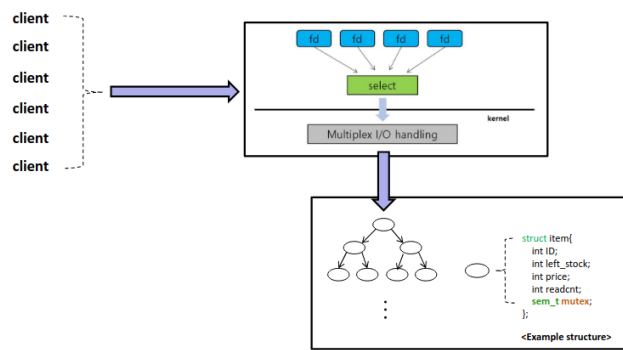 client
client
client
client
client
client
fd fd fd fd
select
kernel
Multiplex I/O handling
struct item{
int ID;
int left_stock;
int price;
int readcnt;
sem_t mutex;
};
<Example structure>